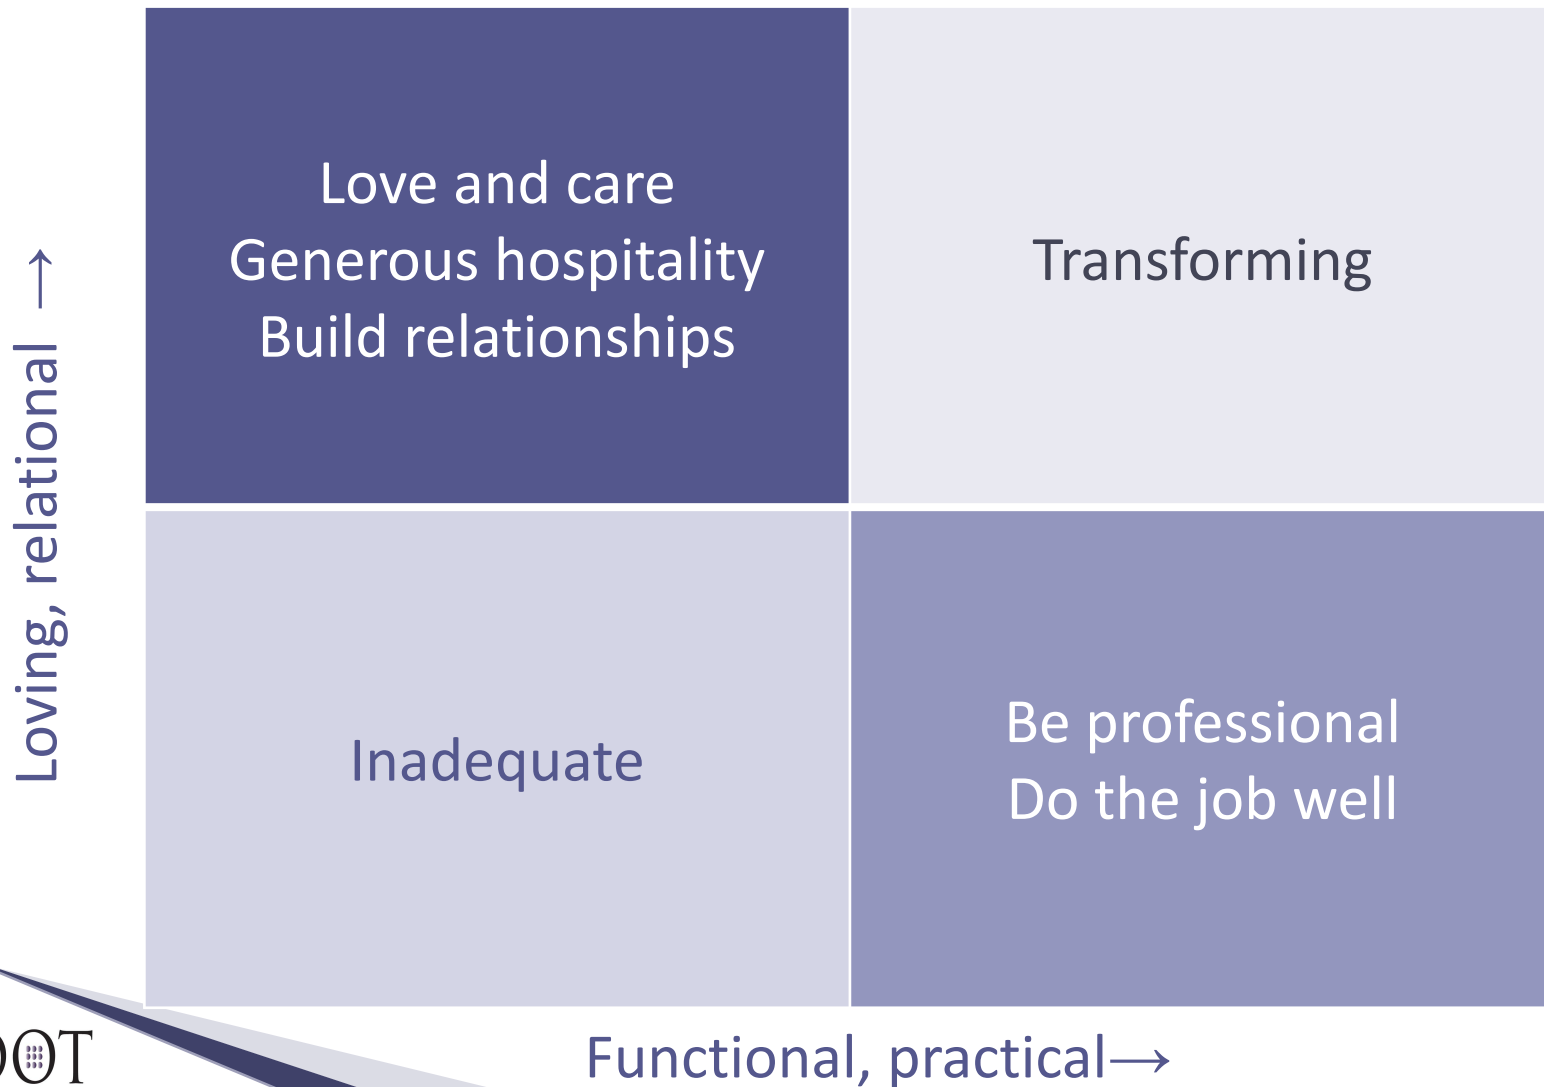 Love and care
Generous hospitality
Build relationships
Transforming
Loving, relational →
Inadequate
Be professional
Do the job well
Functional, practical→